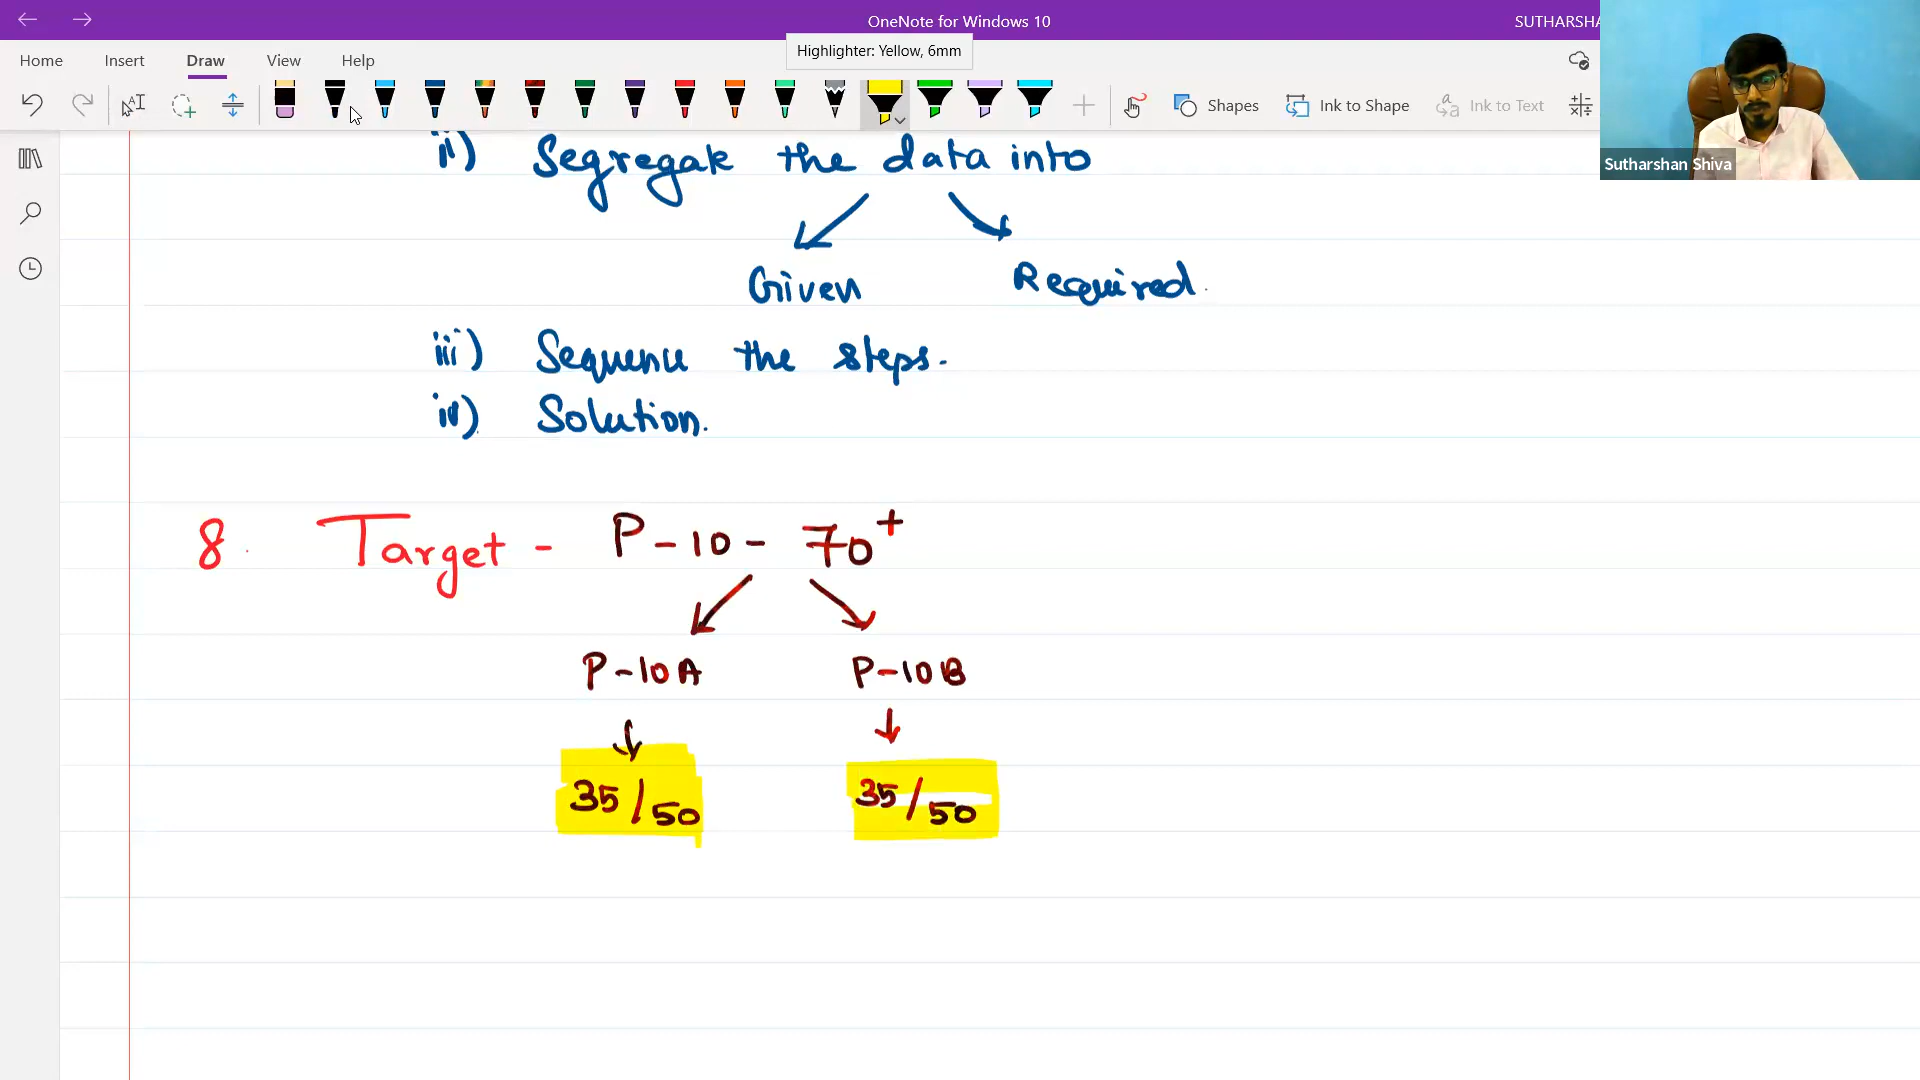 OneNote for Windows 10
SUTHARSHA
Highlighter: Yellow, 6mm
Home Insert Draw View Help
Shapes Ink to Shape Ink to Text
Sutharshan Shiva
ii) Segregate the data into
Given Required.
iii) Sequence the steps.
iv) Solution.
8. Target - P-10- 70+
P-10A P-10B
35/50 35/50